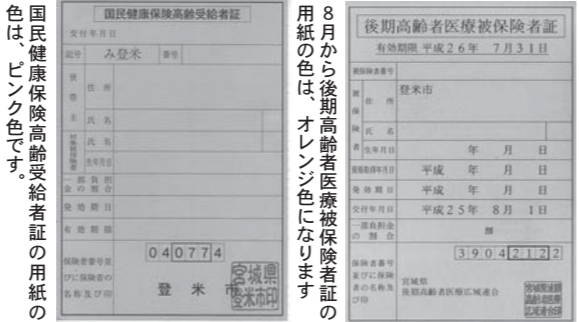 国民健康保険高齢受給者証の用紙の
色は、ピンク色です。
国民健康保険高齢受給者証
交付年月日
記号 み登米 番号
世帯主
住所
氏名
対象被保険者
氏名
生年月日
一部負担
金の割合
発効期日
有効期限
040774
保険者番号並
びに保険者の
名称及び印
登米市
宮城県
登米市印
8月から後期高齢者医療被保険者証の
用紙の色は、オレンジ色になります
後期高齢者医療被保険者証
有効期限 平成26年 7月31日
被保険者番号
被保険者
住所
登米市
氏名
生年月日 年 月 日
資格取得年月日 平成 年 月 日
発効期日 平成 年 月 日
交付年月日 平成25年 8月 1日
一部負担金
の割合
割
39042122
保険者番号
並びに保険
者の名称及
び印
宮城県
後期高齢者医療広域連合
宮城県後期
高齢者医療
広域連合印